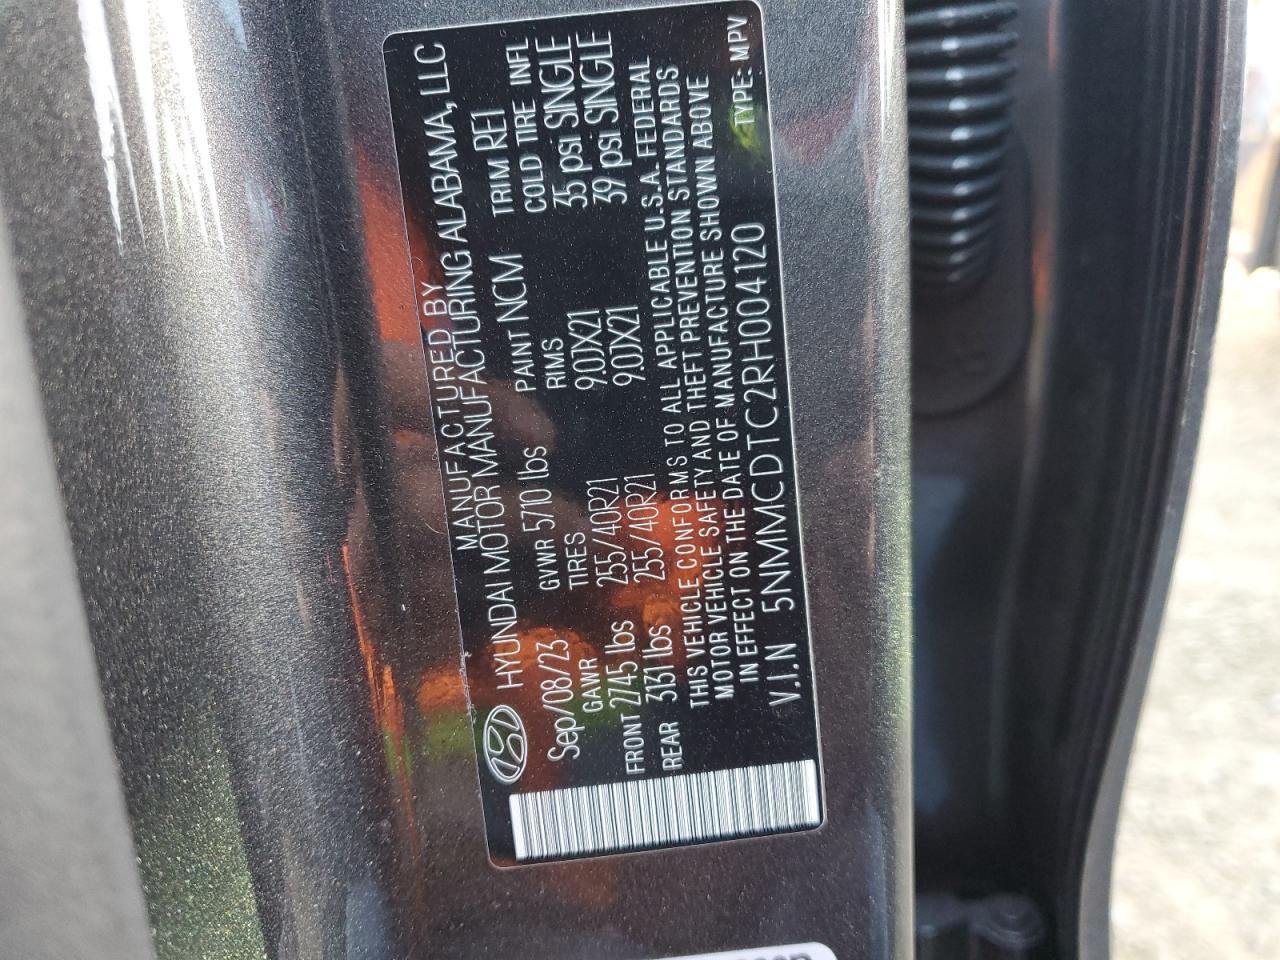 MANUFACTURED BY
HYUNDAI MOTOR MANUFACTURING ALABAMA, LLC
Sep/08/23 GVWR 5710 lbs PAINT NCM TRIM RE1
GAWR TIRES RIMS COLD TIRE INFL
FRONT 2745 lbs 255/40R21 9.0JX21 35 psi SINGLE
REAR 3131 lbs 255/40R21 9.0JX21 39 psi SINGLE
THIS VEHICLE CONFORMS TO ALL APPLICABLE U.S.A. FEDERAL
MOTOR VEHICLE SAFETY AND THEFT PREVENTION STANDARDS
IN EFFECT ON THE DATE OF MANUFACTURE SHOWN ABOVE
V.I.N 5NMMCDTC2RH004120 TYPE: MPV